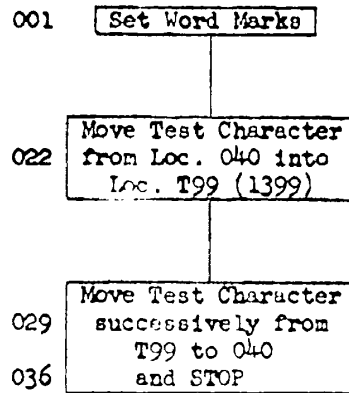 001 Set Word Marks
Move Test Character
022 from Loc. 040 into
Loc. T99 (1399)
Move Test Character
029 successively from
T99 to 040
036 and STOP